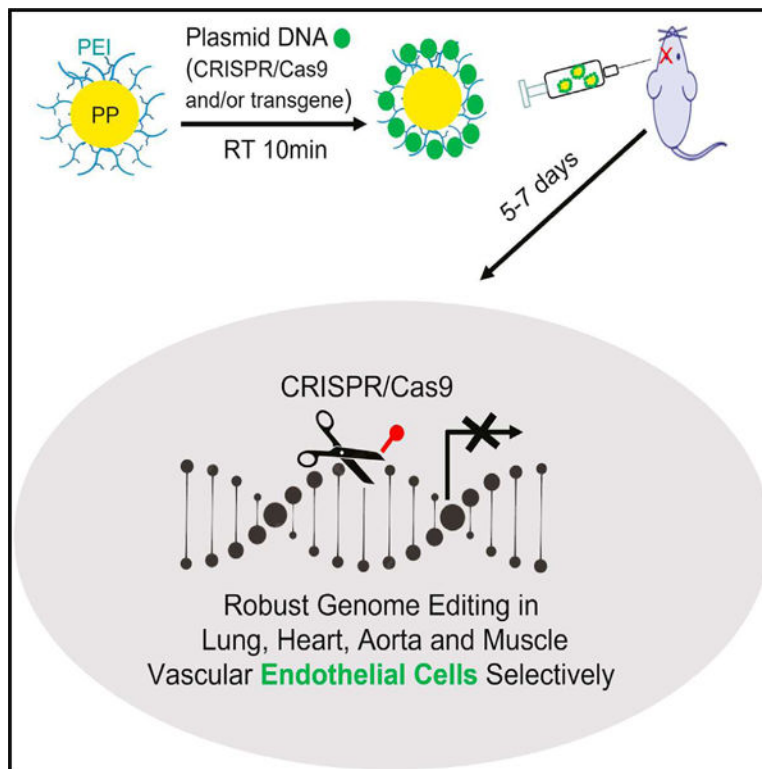 PEI
PP
Plasmid DNA
(CRISPR/Cas9
and/or transgene)
RT 10min
5-7 days
CRISPR/Cas9
Robust Genome Editing in
Lung, Heart, Aorta and Muscle
Vascular Endothelial Cells Selectively